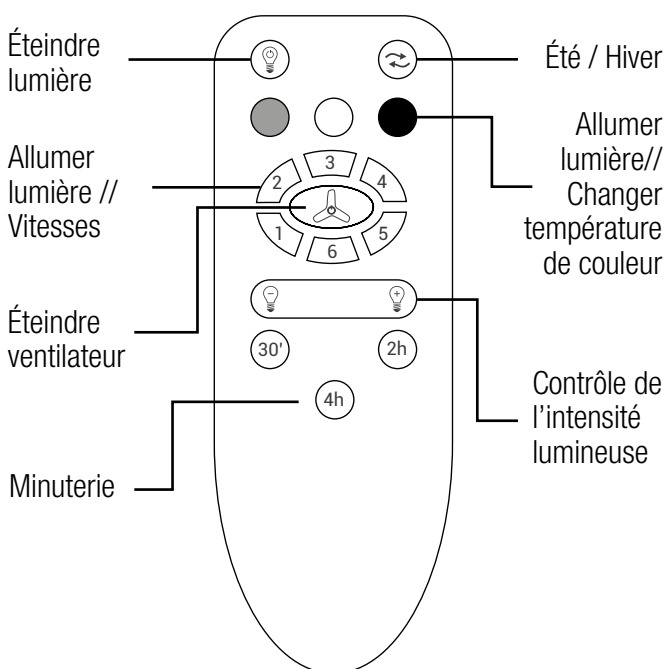 Éteindre
lumière
Été / Hiver
Allumer
lumière//
Changer
température
de couleur
Allumer
lumière //
Vitesses
3
2
4
1
5
6
Éteindre
ventilateur
- +
30'
2h
4h
Contrôle de
l'intensité
lumineuse
Minuterie